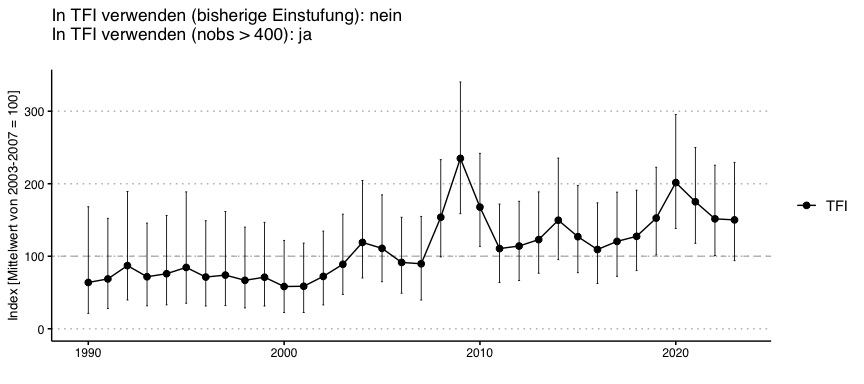 In TFI verwenden (bisherige Einstufung): nein
In TFI verwenden (nobs > 400): ja
Index [Mittelwert von 2003-2007 = 100]
300
200
100
0
1990
2000
2010
2020
TFI